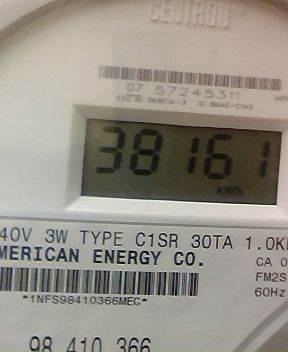 CENTRON®
07 57245311
38161
kWh
40V 3W TYPE C1SR 30TA 1.0K
MERICAN ENERGY CO.
CA 0
FM2S
60Hz
*1NFS98410366MEC*
98 410 366